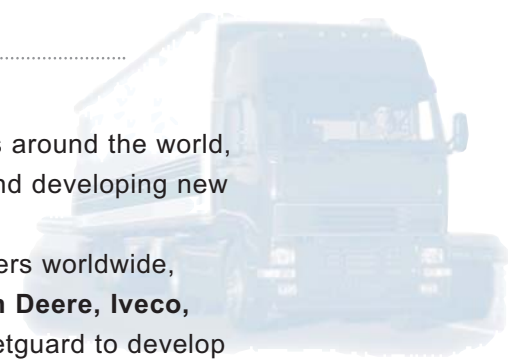 around the world,
nd developing new
ers worldwide,
Deere, Iveco,
etguard to develop